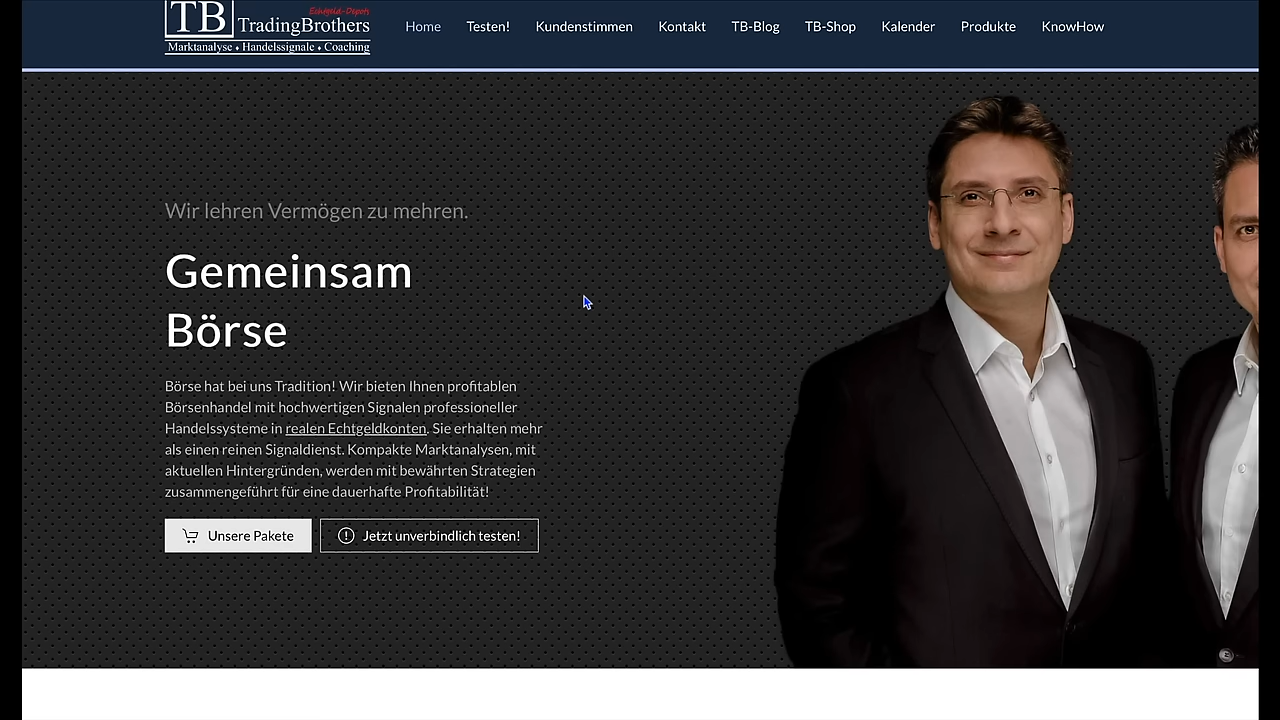 TB
Echtgeld-Depots
TradingBrothers
Marktanalyse • Handelssignale • Coaching
Home
Testen!
Kundenstimmen
Kontakt
TB-Blog
TB-Shop
Kalender
Produkte
KnowHow
Wir lehren Vermögen zu mehren.
Gemeinsam
Börse
Börse hat bei uns Tradition! Wir bieten Ihnen profitablen
Börsenhandel mit hochwertigen Signalen professioneller
Handelssysteme in realen Echtgeldkonten. Sie erhalten mehr
als einen reinen Signaldienst. Kompakte Marktanalysen, mit
aktuellen Hintergründen, werden mit bewährten Strategien
zusammengeführt für eine dauerhafte Profitabilität!
Unsere Pakete
Jetzt unverbindlich testen!